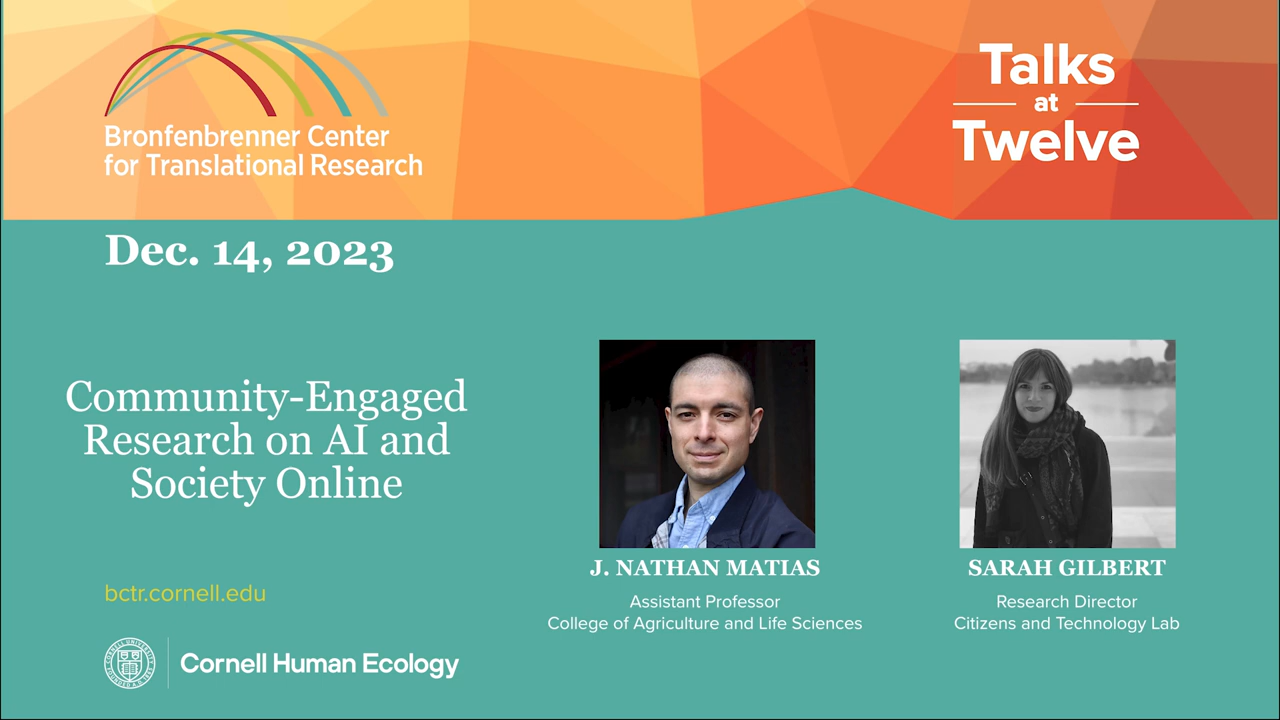 Bronfenbrenner Center
for Translational Research
Talks
at
Twelve
Dec. 14, 2023
Community-Engaged
Research on AI and
Society Online
bctr.cornell.edu
Cornell Human Ecology
J. NATHAN MATIAS
Assistant Professor
College of Agriculture and Life Sciences
SARAH GILBERT
Research Director
Citizens and Technology Lab